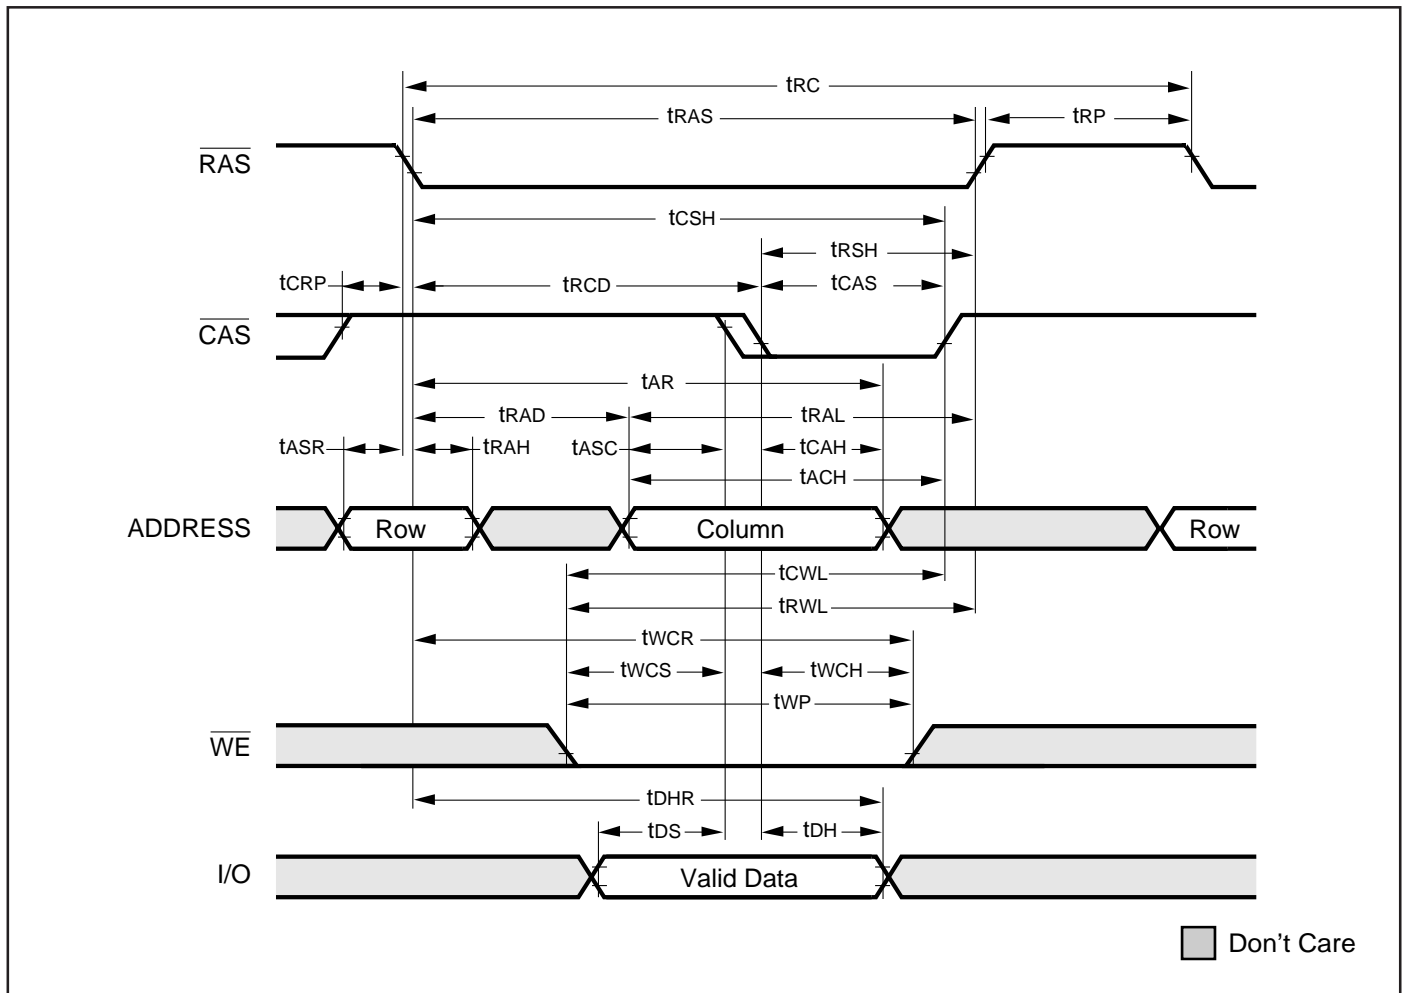 tRC
tRAS
tRP
RAS
tCSH
tRSH
tCRP
tRCD
tCAS
CAS
tAR
tRAD
tRAL
tASR
tRAH
tASC
tCAH
tACH
ADDRESS
Row
Column
Row
tCWL
tRWL
tWCR
tWCS
tWCH
tWP
WE
tDHR
tDS
tDH
I/O
Valid Data
Don't Care